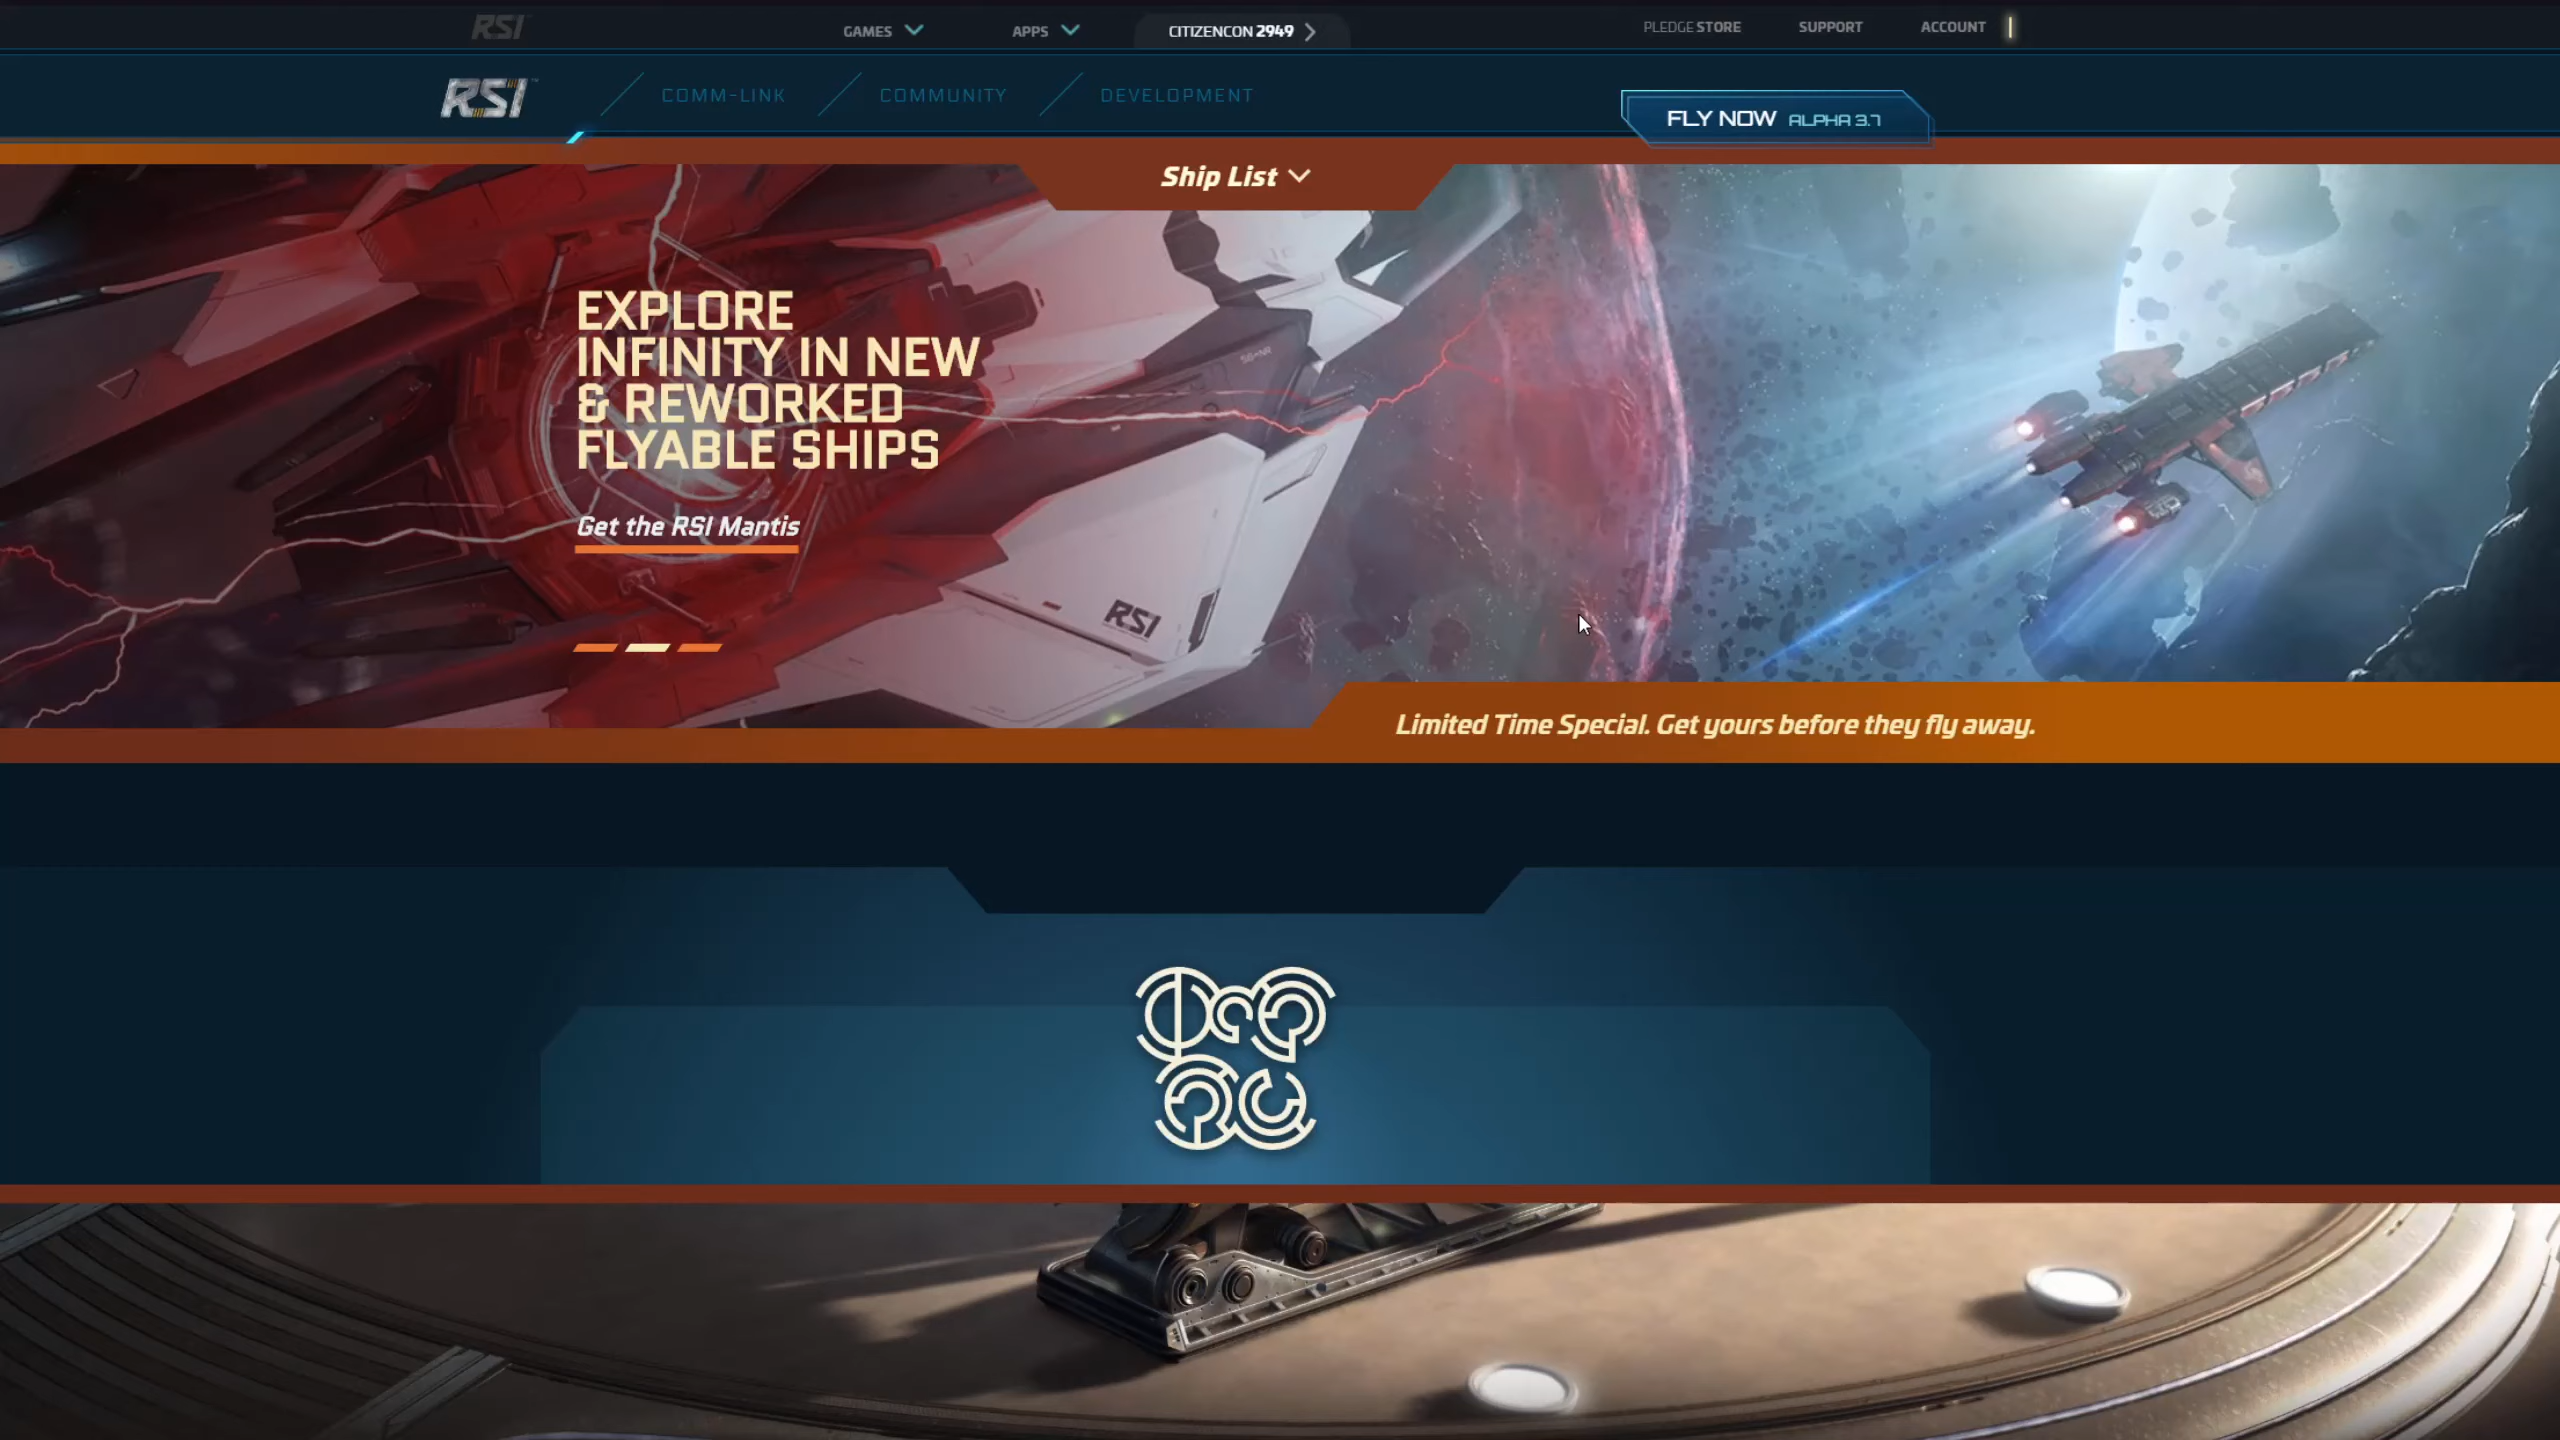 RSI
GAMES
APPS
CITIZENCON 2949
PLEDGE STORE
SUPPORT
ACCOUNT
RSI
COMM-LINK
COMMUNITY
DEVELOPMENT
FLY NOW ALPHA 3.7
Ship List
EXPLORE
INFINITY IN NEW
& REWORKED
FLYABLE SHIPS
Get the RSI Mantis
RSI
Limited Time Special. Get yours before they fly away.